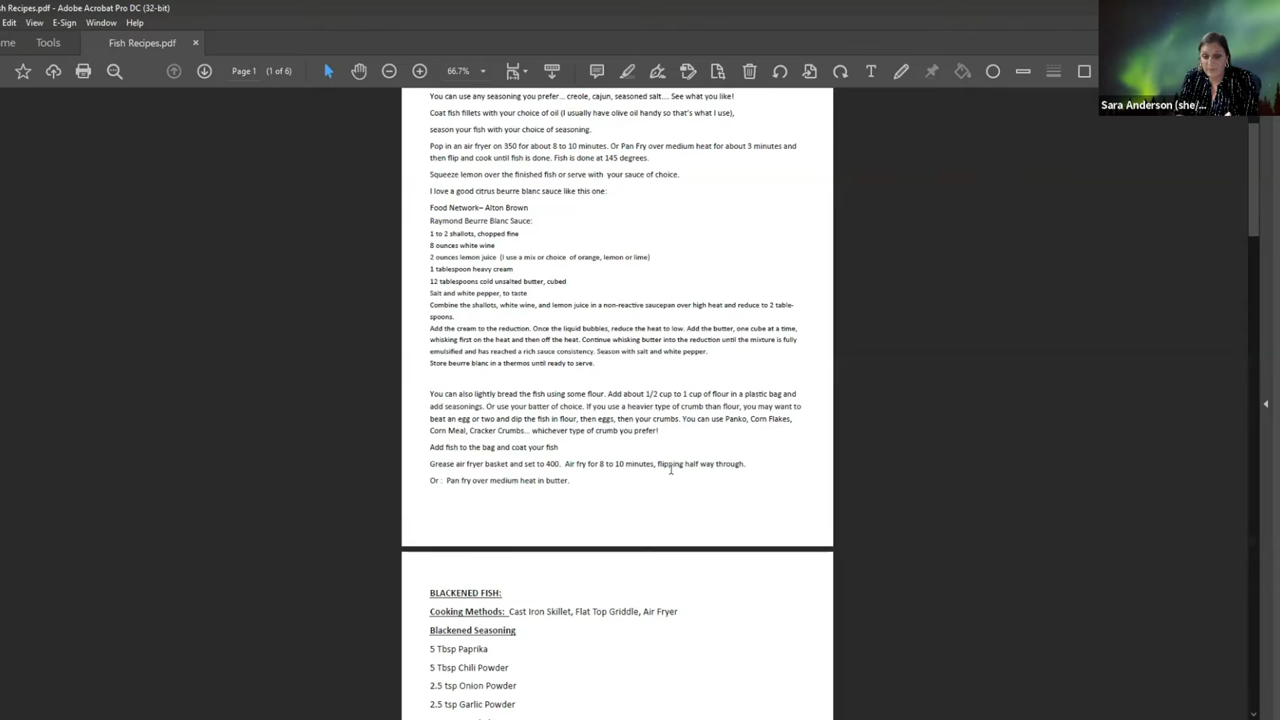 sh Recipes.pdf - Adobe Acrobat Pro DC (32-bit)
Edit View E-Sign Window Help
me Tools Fish Recipes.pdf ×
Page 1 (1 of 6) 66.7%
Sara Anderson (she/...
You can use any seasoning you prefer... creole, cajun, seasoned salt.... See what you like!
Coat fish fillets with your choice of oil (I usually have olive oil handy so that's what I use),
season your fish with your choice of seasoning.
Pop in an air fryer on 350 for about 8 to 10 minutes. Or Pan Fry over medium heat for about 3 minutes and
then flip and cook until fish is done. Fish is done at 145 degrees.
Squeeze lemon over the finished fish or serve with your sauce of choice.
I love a good citrus beurre blanc sauce like this one:
Food Network– Alton Brown
Raymond Beurre Blanc Sauce:
1 to 2 shallots, chopped fine
8 ounces white wine
2 ounces lemon juice (I use a mix or choice of orange, lemon or lime)
1 tablespoon heavy cream
12 tablespoons cold unsalted butter, cubed
Salt and white pepper, to taste
Combine the shallots, white wine, and lemon juice in a non-reactive saucepan over high heat and reduce to 2 table-
spoons.
Add the cream to the reduction. Once the liquid bubbles, reduce the heat to low. Add the butter, one cube at a time,
whisking first on the heat and then off the heat. Continue whisking butter into the reduction until the mixture is fully
emulsified and has reached a rich sauce consistency. Season with salt and white pepper.
Store beurre blanc in a thermos until ready to serve.
You can also lightly bread the fish using some flour. Add about 1/2 cup to 1 cup of flour in a plastic bag and
add seasonings. Or use your batter of choice. If you use a heavier type of crumb than flour, you may want to
beat an egg or two and dip the fish in flour, then eggs, then your crumbs. You can use Panko, Corn Flakes,
Corn Meal, Cracker Crumbs... whichever type of crumb you prefer!
Add fish to the bag and coat your fish
Grease air fryer basket and set to 400. Air fry for 8 to 10 minutes, flipping half way through.
Or : Pan fry over medium heat in butter.
BLACKENED FISH:
Cooking Methods: Cast Iron Skillet, Flat Top Griddle, Air Fryer
Blackened Seasoning
5 Tbsp Paprika
5 Tbsp Chili Powder
2.5 tsp Onion Powder
2.5 tsp Garlic Powder